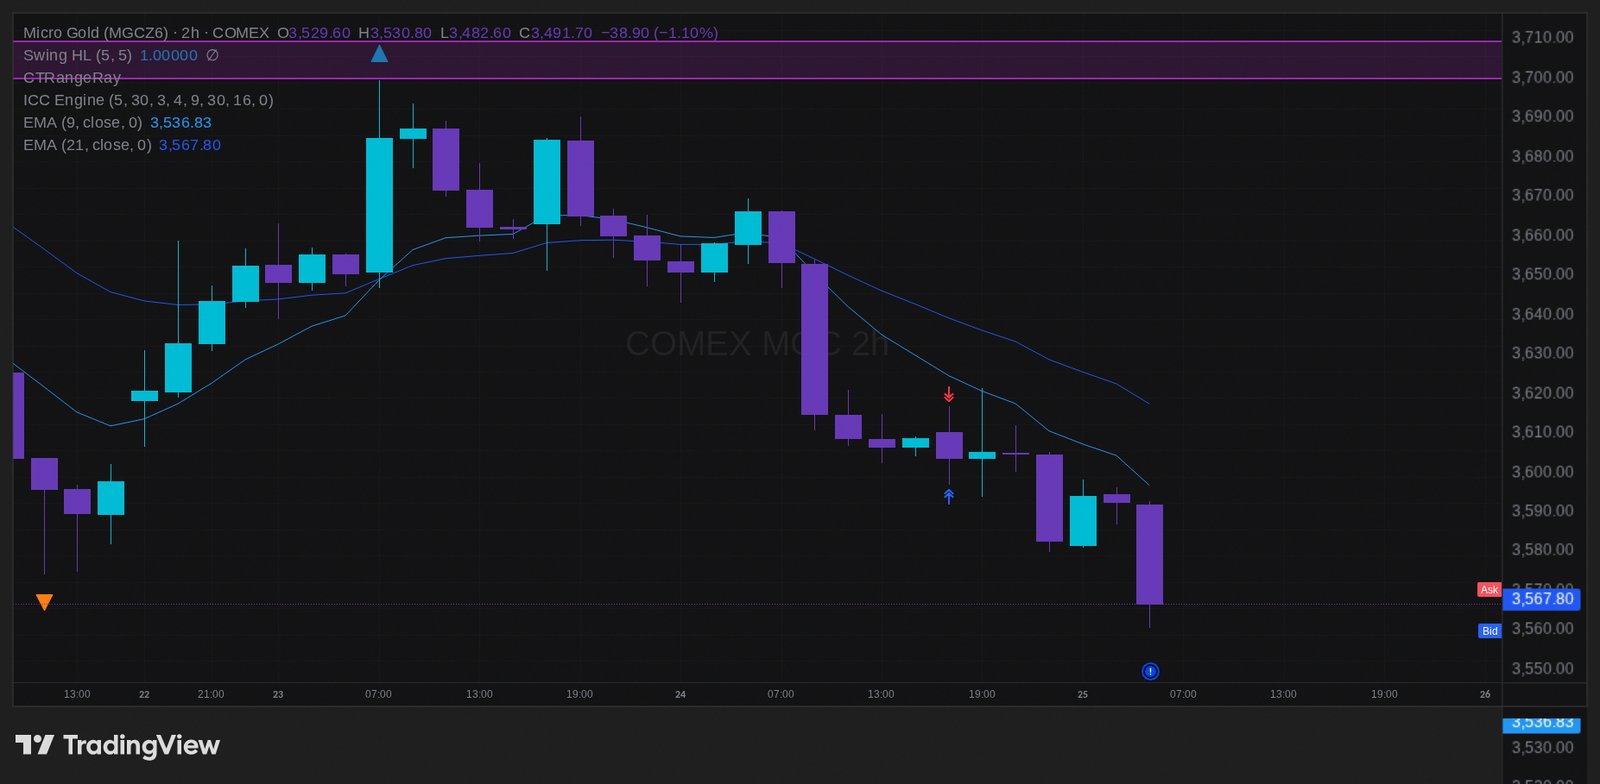 Micro Gold (MGCZ6) · 2h · COMEX O3,529.60 H3,530.80 L3,482.60 C3,491.70 −38.90 (−1.10%)
Swing HL (5, 5) 1.00000 ∅
CTRangeRay
ICC Engine (5, 30, 3, 4, 9, 30, 16, 0)
EMA (9, close, 0) 3,536.83
EMA (21, close, 0) 3,567.80
COMEX MGC 2h
3,710.00
3,700.00
3,690.00
3,680.00
3,670.00
3,660.00
3,650.00
3,640.00
3,630.00
3,620.00
3,610.00
3,600.00
3,590.00
3,580.00
3,570.00
Ask
3,567.80
Bid
3,560.00
3,550.00
13:00 22 21:00 23 07:00 13:00 19:00 24 07:00 13:00 19:00 25 07:00 13:00 19:00 26
3,536.83
3,530.00
TradingView